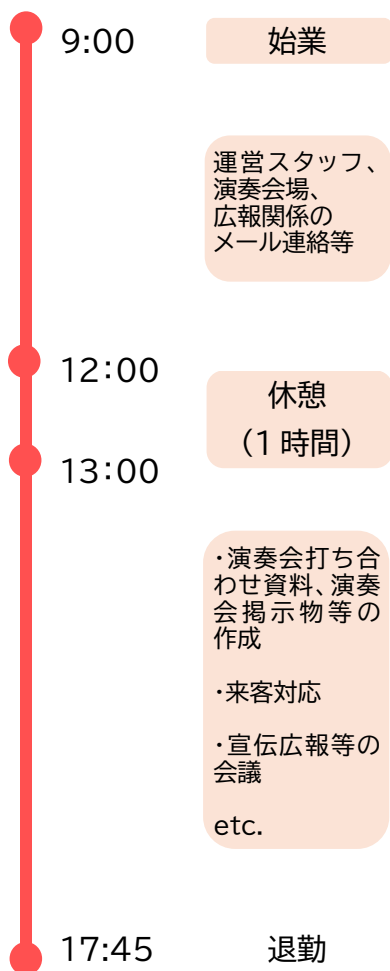 9:00
始業
運営スタッフ、
演奏会場、
広報関係の
メール連絡等
12:00
休憩
(1時間)
13:00
・演奏会打ち合
わせ資料、演奏
会掲示物等の
作成
・来客対応
・宣伝広報等の
会議
etc.
17:45
退勤